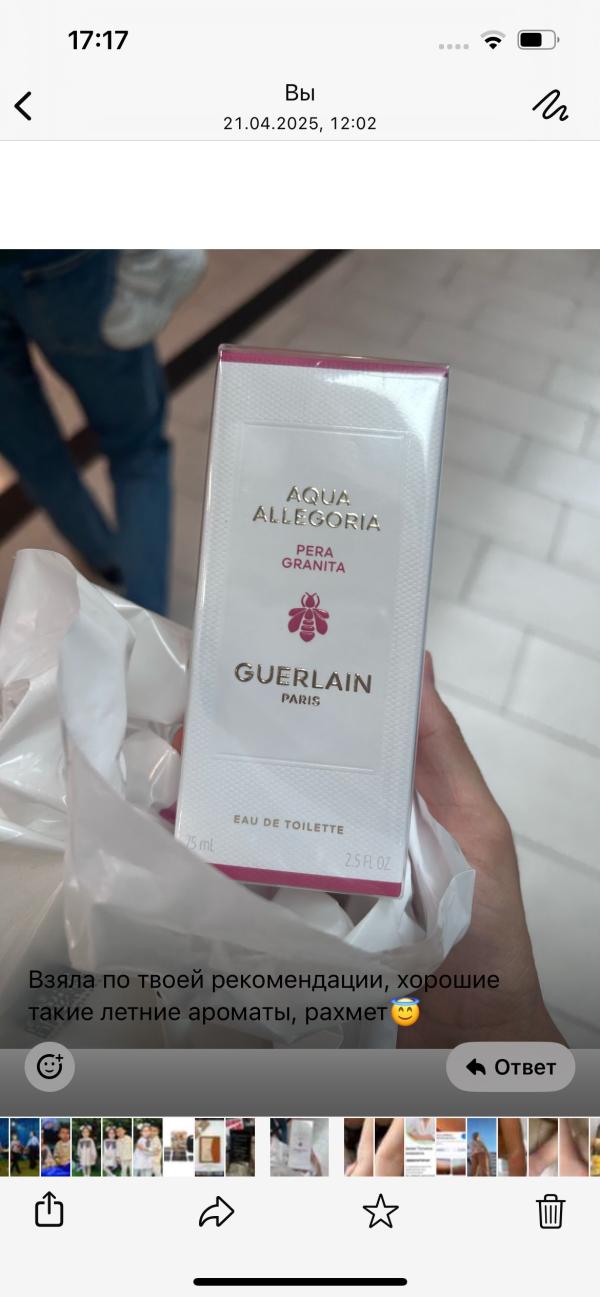 17:17
Вы
21.04.2025, 12:02
AQUA
ALLEGORIA
PERA
GRANITA
GUERLAIN
PARIS
EAU DE TOILETTE
75 mL
2.5 FL OZ
Взяла по твоей рекомендации, хорошие
такие летние ароматы, рахмет😇
Ответ